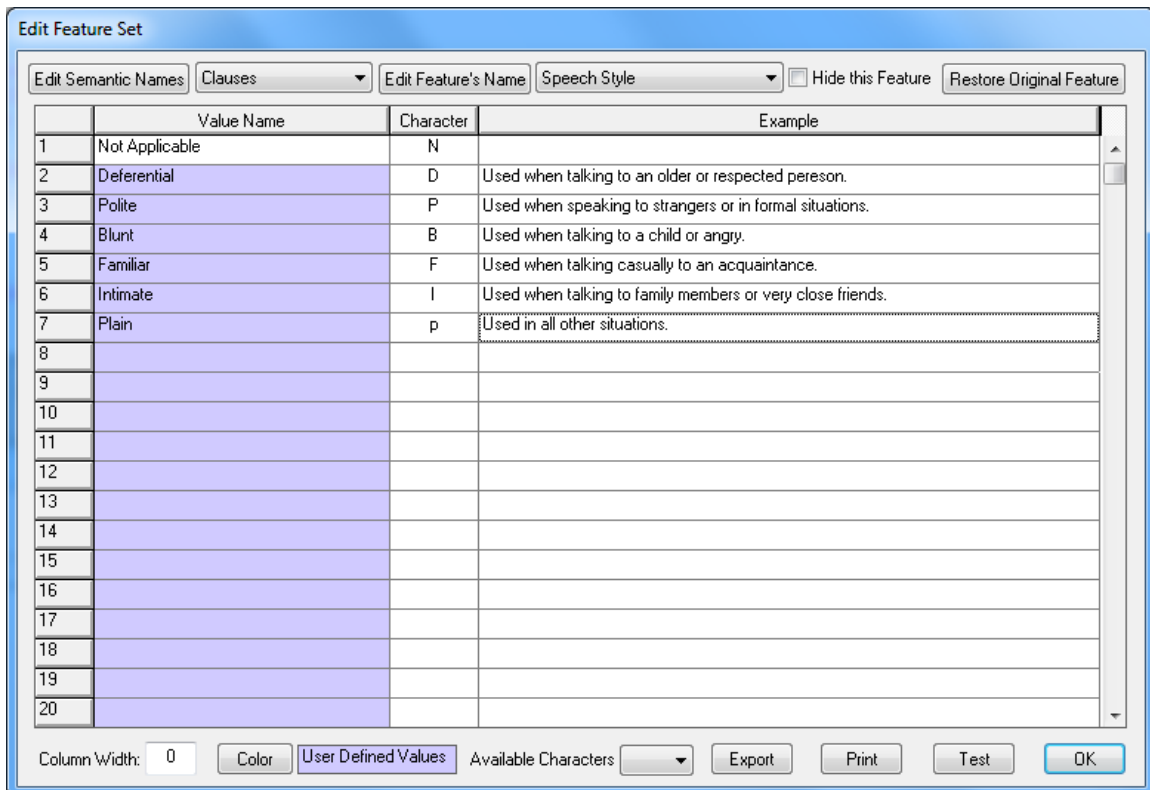 Edit Feature Set
Edit Semantic Names Clauses Edit Feature's Name Speech Style Hide this Feature Restore Original Feature
Value Name Character Example
1 Not Applicable N
2 Deferential D Used when talking to an older or respected pereson.
3 Polite P Used when speaking to strangers or in formal situations.
4 Blunt B Used when talking to a child or angry.
5 Familiar F Used when talking casually to an acquaintance.
6 Intimate I Used when talking to family members or very close friends.
7 Plain p Used in all other situations.
8
9
10
11
12
13
14
15
16
17
18
19
20
Column Width: 0 Color User Defined Values Available Characters Export Print Test OK